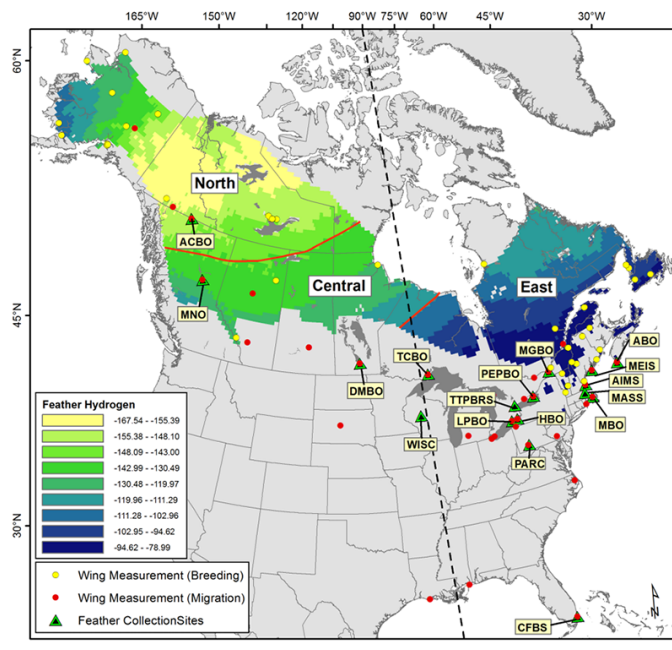 165°W
150°W
120°W
90°W
75°W
60°W
45°W
30°W
60°N
45°N
30°N
North
Central
East
ACBO
MNO
DMBO
TCBO
WISC
PEPBO
TTPBRS
LPBO
HBO
PARC
MGBO
ABO
MEIS
AIMS
MASS
MBO
CFBS
Feather Hydrogen
-167.54 - -155.39
-155.38 - -148.10
-148.09 - -143.00
-142.99 - -130.49
-130.48 - -119.97
-119.96 - -111.29
-111.28 - -102.96
-102.95 - -94.62
-94.62 - -78.99
Wing Measurement (Breeding)
Wing Measurement (Migration)
Feather CollectionSites
N